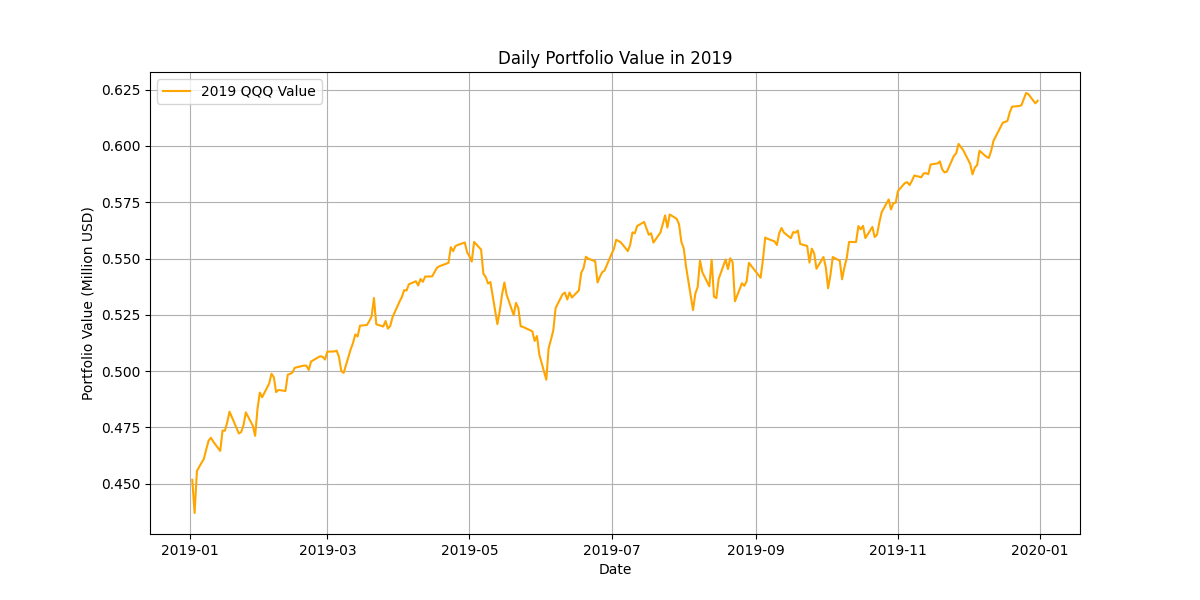 Daily Portfolio Value in 2019
2019 QQQ Value
Portfolio Value (Million USD)
0.625
0.600
0.575
0.550
0.525
0.500
0.475
0.450
2019-01 2019-03 2019-05 2019-07 2019-09 2019-11 2020-01
Date